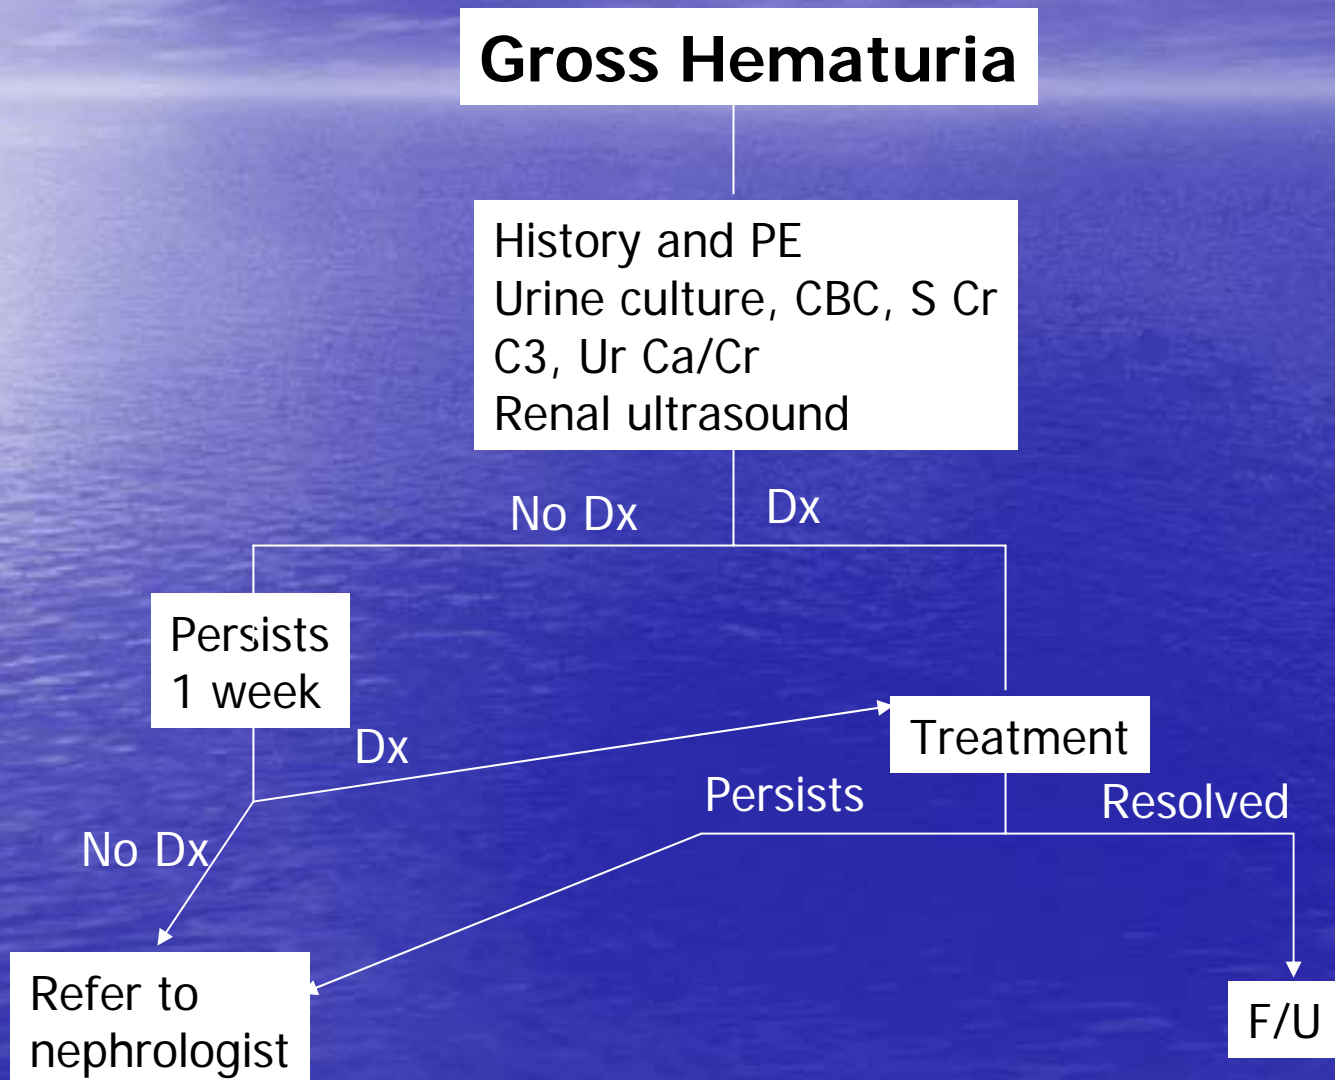 Gross Hematuria
History and PE
Urine culture, CBC, S Cr
C3, Ur Ca/Cr
Renal ultrasound
No Dx
Dx
Persists
1 week
Dx
Treatment
Persists
Resolved
No Dx
Refer to
nephrologist
F/U